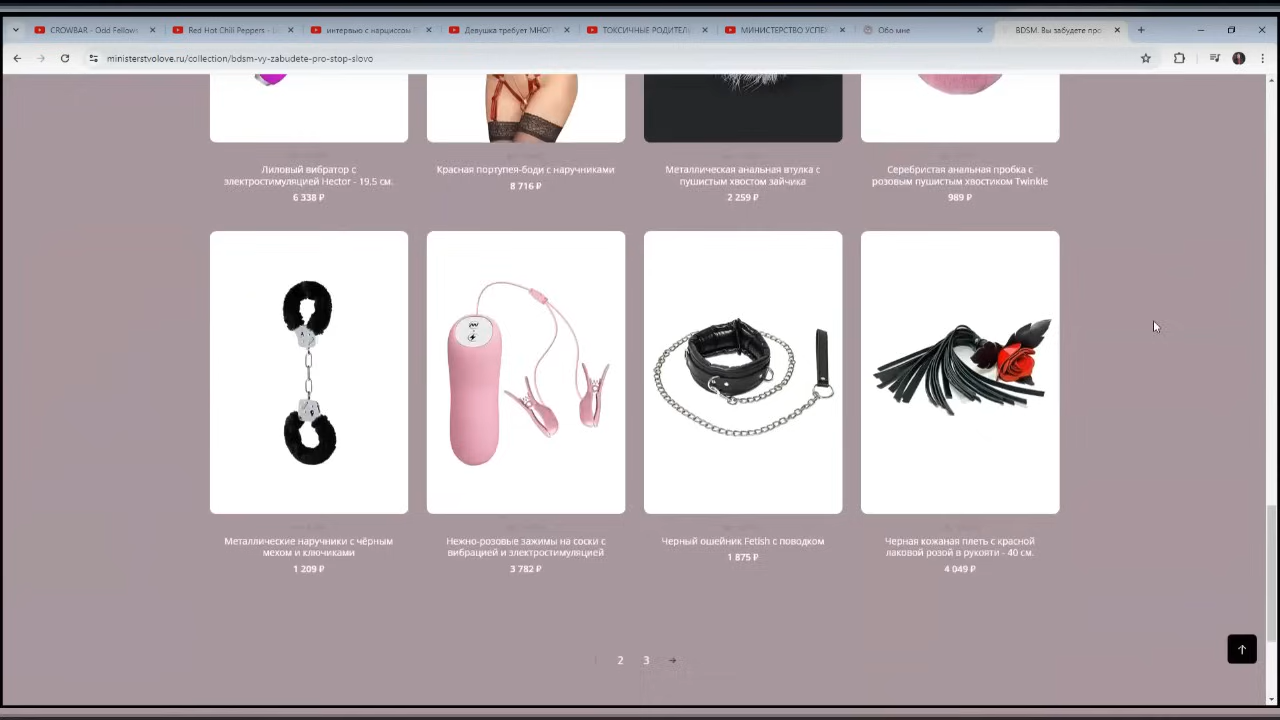 CROWBAR - Odd Fellows
Red Hot Chili Peppers -
интервью с нарциссом
Девушка требует МНОГ
ТОКСИЧНЫЕ РОДИТЕЛ
МИНИСТЕРСТВО УСПЕХ
Обо мне
BDSM. Вы забудете про
ministerstvolove.ru/collection/bdsm-vy-zabudete-pro-stop-slovo
Лиловый вибратор с
электростимуляцией Hector - 19,5 см.
6 338 ₽
Красная портупея-боди с наручниками
8 716 ₽
Металлическая анальная втулка с
пушистым хвостом зайчика
2 259 ₽
Серебристая анальная пробка с
розовым пушистым хвостиком Twinkle
989 ₽
Металлические наручники с чёрным
мехом и ключиками
1 209 ₽
Нежно-розовые зажимы на соски с
вибрацией и электростимуляцией
3 782 ₽
Черный ошейник Fetish с поводком
1 875 ₽
Черная кожаная плеть с красной
лаковой розой в рукояти - 40 см.
4 049 ₽
2 3 →